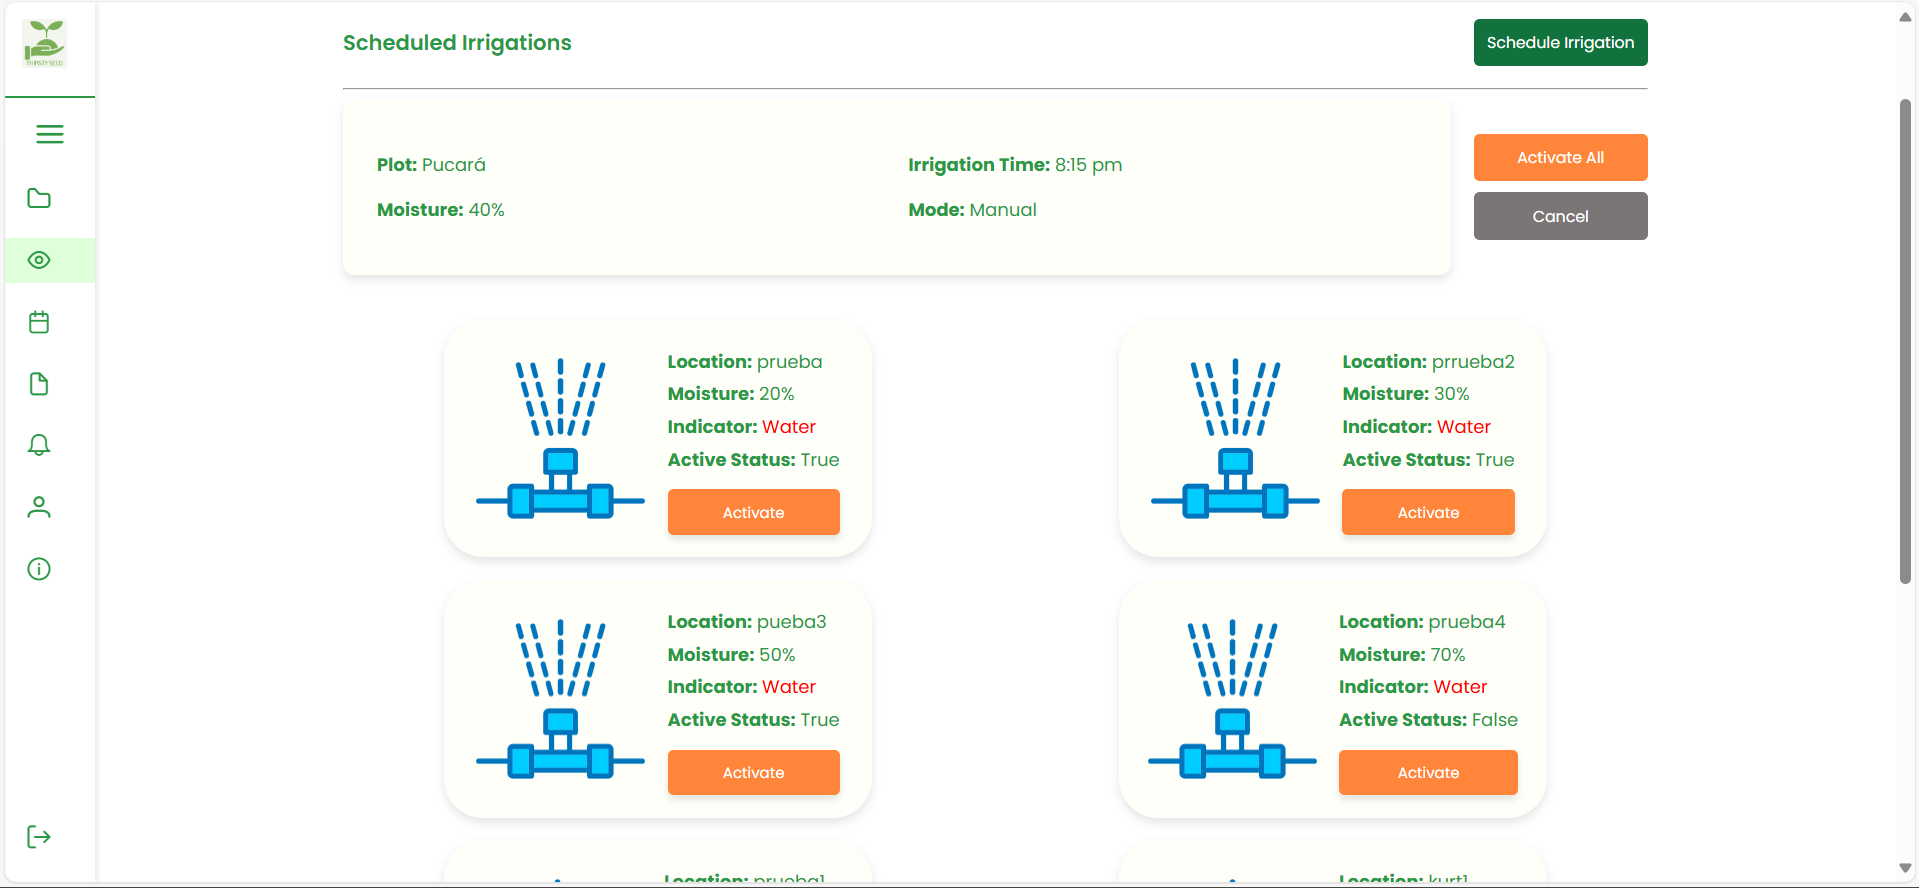 THIRSTYSEED
Scheduled Irrigations
Schedule Irrigation
Plot: Pucará
Irrigation Time: 8:15 pm
Moisture: 40%
Mode: Manual
Activate All
Cancel
Location: prueba
Moisture: 20%
Indicator: Water
Active Status: True
Activate
Location: prrueba2
Moisture: 30%
Indicator: Water
Active Status: True
Activate
Location: pueba3
Moisture: 50%
Indicator: Water
Active Status: True
Activate
Location: prueba4
Moisture: 70%
Indicator: Water
Active Status: False
Activate
Location: prueba1
Location: kurt1